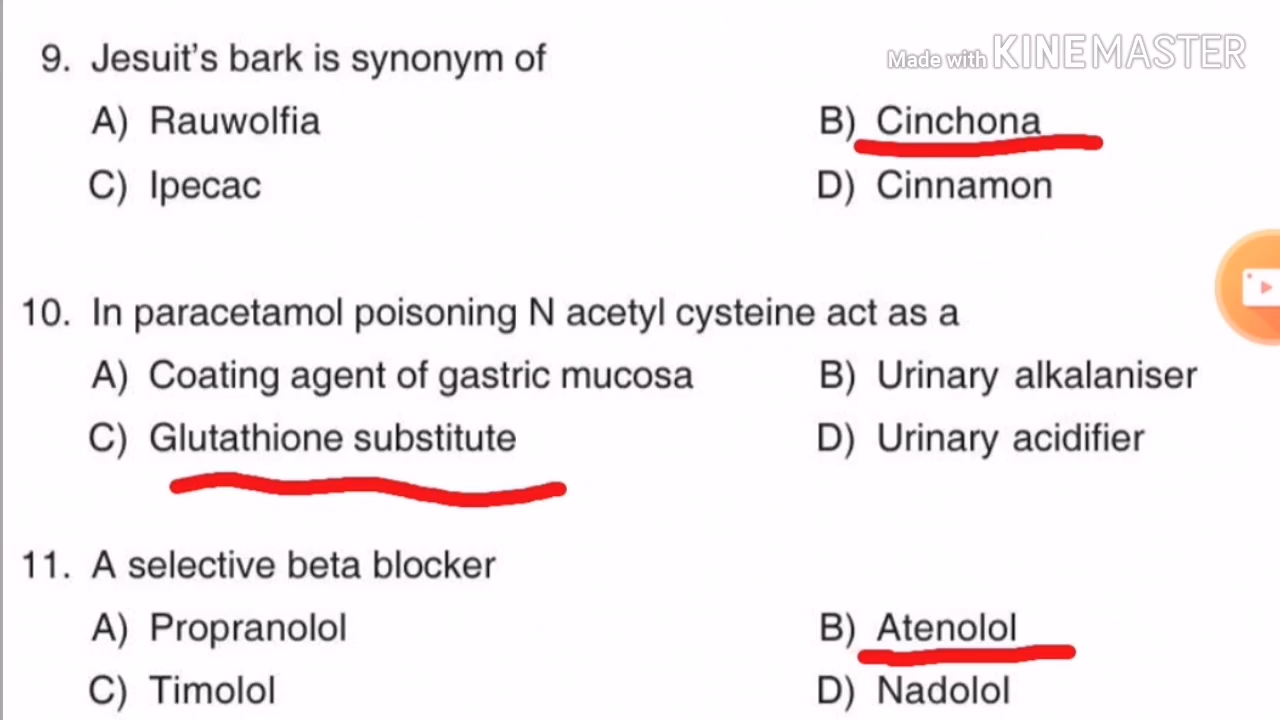 Made with KINEMASTER
9. Jesuit's bark is synonym of
A) Rauwolfia B) Cinchona
C) Ipecac D) Cinnamon
10. In paracetamol poisoning N acetyl cysteine act as a
A) Coating agent of gastric mucosa B) Urinary alkalaniser
C) Glutathione substitute D) Urinary acidifier
11. A selective beta blocker
A) Propranolol B) Atenolol
C) Timolol D) Nadolol